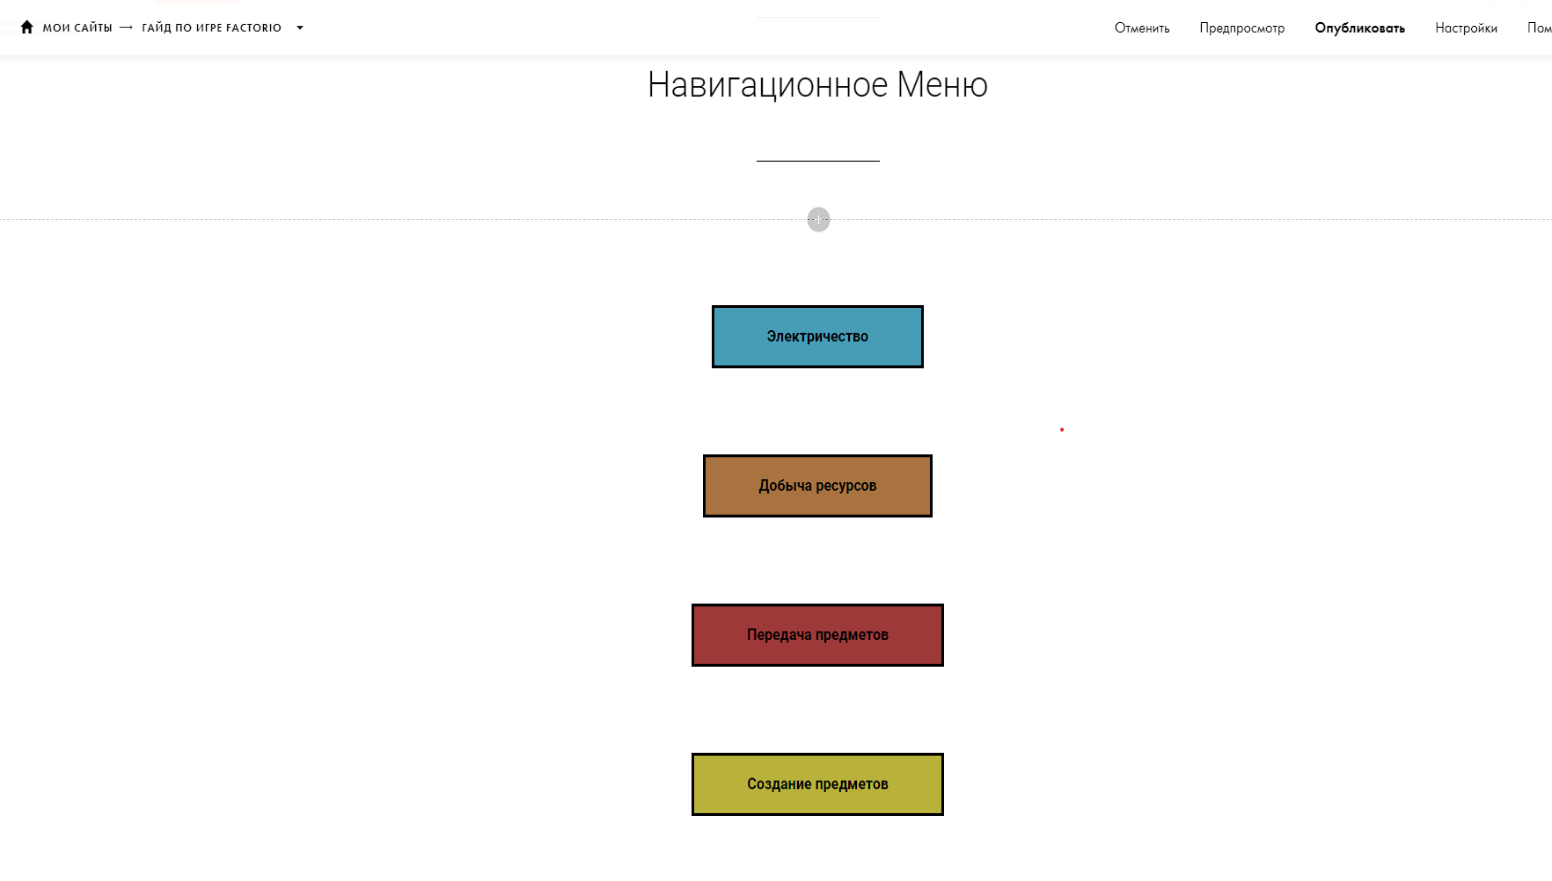 МОИ САЙТЫ → ГАЙД ПО ИГРЕ FACTORIO
Отменить Предпросмотр Опубликовать Настройки
Навигационное Меню
Электричество
Добыча ресурсов
Передача предметов
Создание предметов